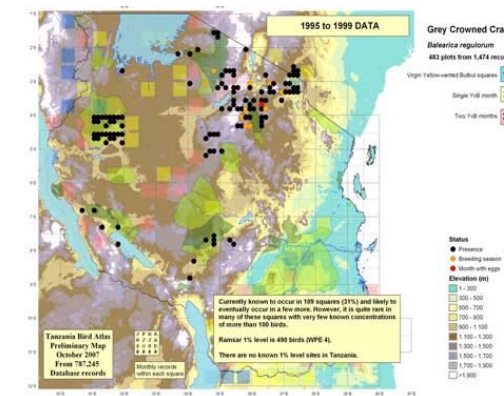 1995 to 1999 DATA
Grey Crowned Cra
Balearica regulorum
483 plots from 1,474 reco
Virgin Yellow-vented Bulbul squares
Single YvB month
Two YvB months
Status
Presence
Breeding season
Month with eggs
Elevation (m)
1 - 300
300 - 500
500 - 700
700 - 900
900 - 1,100
1,100 - 1,300
1,300 - 1,500
1,500 - 1,700
1,700 - 1,900
>1,900
Currently known to occur in 109 squares (31%) and likely to
eventually occur in a few more. However, it is quite rare in
many of these squares with very few known concentrations
of more than 100 birds.
Ramsar 1% level is 490 birds (WPE 4).
There are no known 1% level sites in Tanzania.
Tanzania Bird Atlas
Preliminary Map
October 2007
From 787,245
Database records
J F M A
M J J A
S O N D
Monthly records
within each square